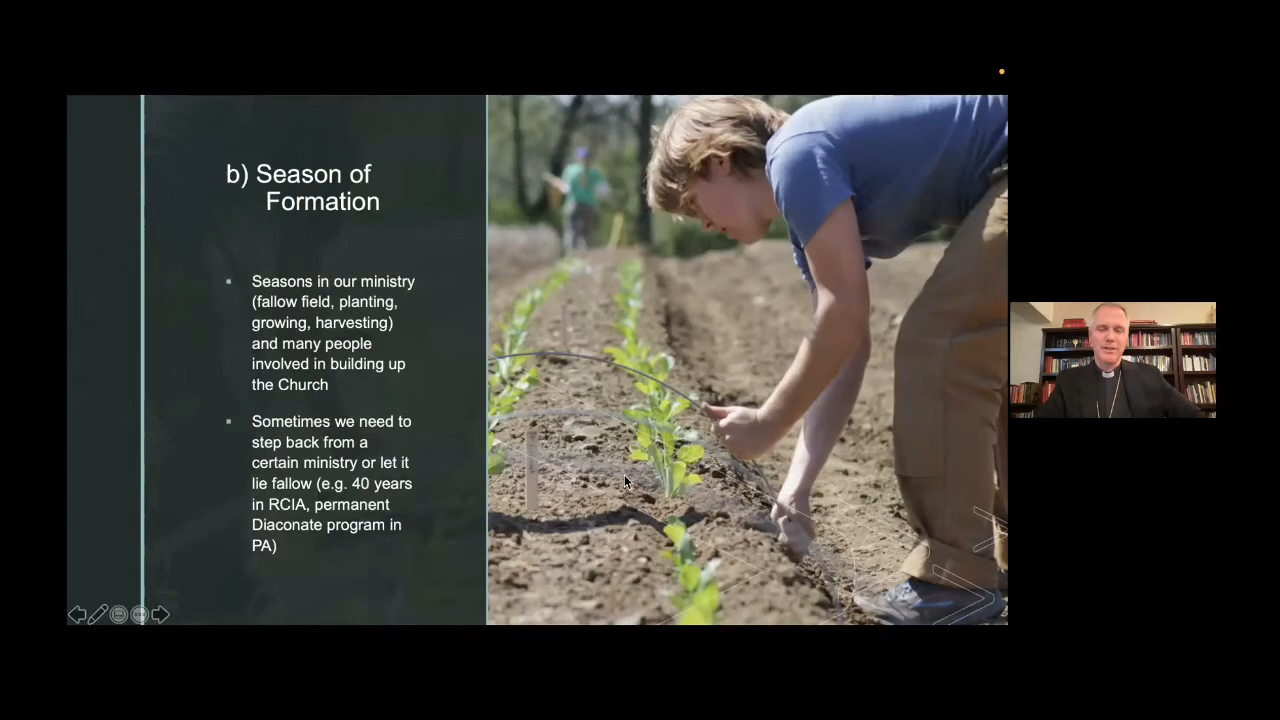 b) Season of
Formation
Seasons in our ministry
(fallow field, planting,
growing, harvesting)
and many people
involved in building up
the Church
Sometimes we need to
step back from a
certain ministry or let it
lie fallow (e.g. 40 years
in RCIA, permanent
Diaconate program in
PA)